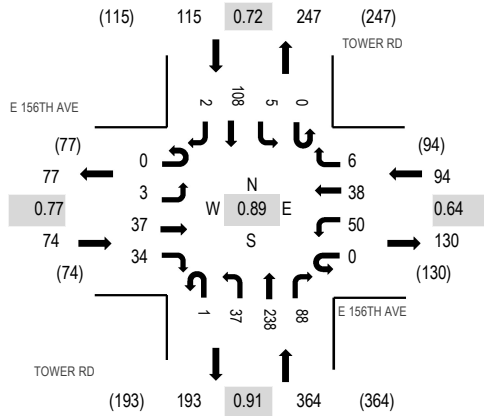 (115) 115 0.72 247 (247)
TOWER RD
E 156TH AVE
2 108 5 0
(77) (94)
0 6
77 94
3 N 38
0.77 W 0.89 E 0.64
37 50
74 S 130
34 0
(74) (130)
1 37 238 88
E 156TH AVE
TOWER RD
(193) 193 0.91 364 (364)